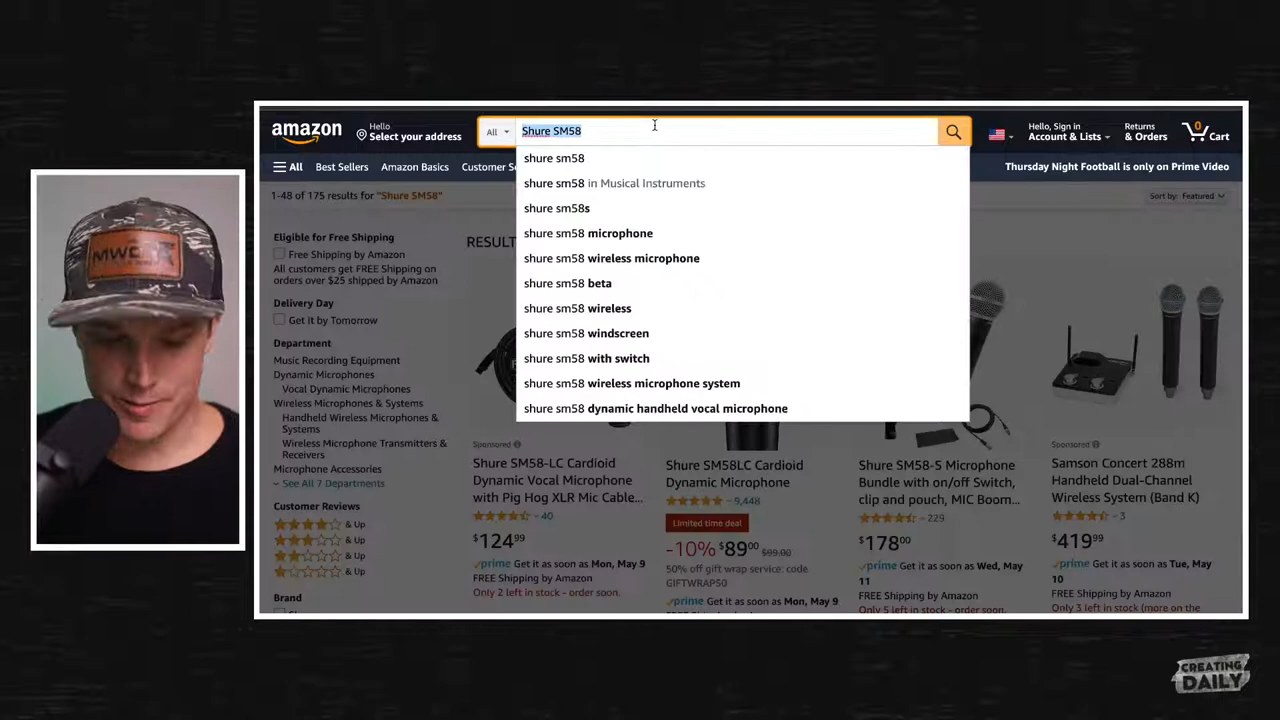 amazon
Hello
Select your address
All
Shure SM58
Hello, Sign in
Account & Lists
Returns
& Orders
0
Cart
All
Best Sellers
Amazon Basics
Customer S
Thursday Night Football is only on Prime Video
1-48 of 175 results for "Shure SM58"
Sort by: Featured
shure sm58
shure sm58 in Musical Instruments
shure sm58s
shure sm58 microphone
shure sm58 wireless microphone
shure sm58 beta
shure sm58 wireless
shure sm58 windscreen
shure sm58 with switch
shure sm58 wireless microphone system
shure sm58 dynamic handheld vocal microphone
RESULT
Eligible for Free Shipping
Free Shipping by Amazon
All customers get FREE Shipping on
orders over $25 shipped by Amazon
Delivery Day
Get It by Tomorrow
Department
Music Recording Equipment
Dynamic Microphones
Vocal Dynamic Microphones
Wireless Microphones & Systems
Handheld Wireless Microphones &
Systems
Wireless Microphone Transmitters &
Receivers
Microphone Accessories
See All 7 Departments
Customer Reviews
& Up
& Up
& Up
& Up
Brand
Sponsored
Shure SM58-LC Cardioid
Dynamic Vocal Microphone
with Pig Hog XLR Mic Cable...
40
$124.99
prime Get it as soon as Mon, May 9
FREE Shipping by Amazon
Only 2 left in stock - order soon.
Shure SM58LC Cardioid
Dynamic Microphone
9,448
Limited time deal
-10% $89.00 $99.00
50% off gift wrap service: code
GIFTWRAP50
prime Get it as soon as Mon, May 9
Shure SM58-S Microphone
Bundle with on/off Switch,
clip and pouch, MIC Boom...
229
$178.00
prime Get it as soon as Wed, May
11
FREE Shipping by Amazon
Only 5 left in stock - order soon.
Sponsored
Samson Concert 288m
Handheld Dual-Channel
Wireless System (Band K)
3
$419.99
prime Get it as soon as Tue, May
10
FREE Shipping by Amazon
Only 3 left in stock (more on the
MWC
CREATING
DAILY